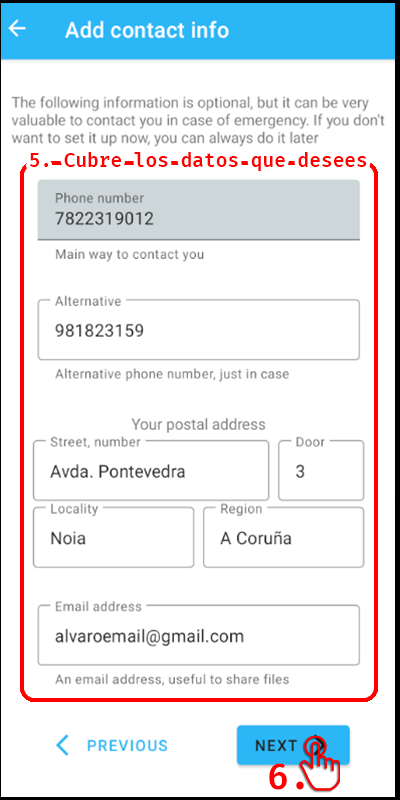 Add contact info
The following information is optional, but it can be very
valuable to contact you in case of emergency. If you don't
want to set it up now, you can always do it later
5.-Cubre-los-datos-que-desees
Phone number
7822319012
Main way to contact you
Alternative
981823159
Alternative phone number, just in case
Your postal address
Street, number
Avda. Pontevedra
Door
3
Locality
Noia
Region
A Coruña
Email address
alvaroemail@gmail.com
An email address, useful to share files
PREVIOUS
NEXT
6.